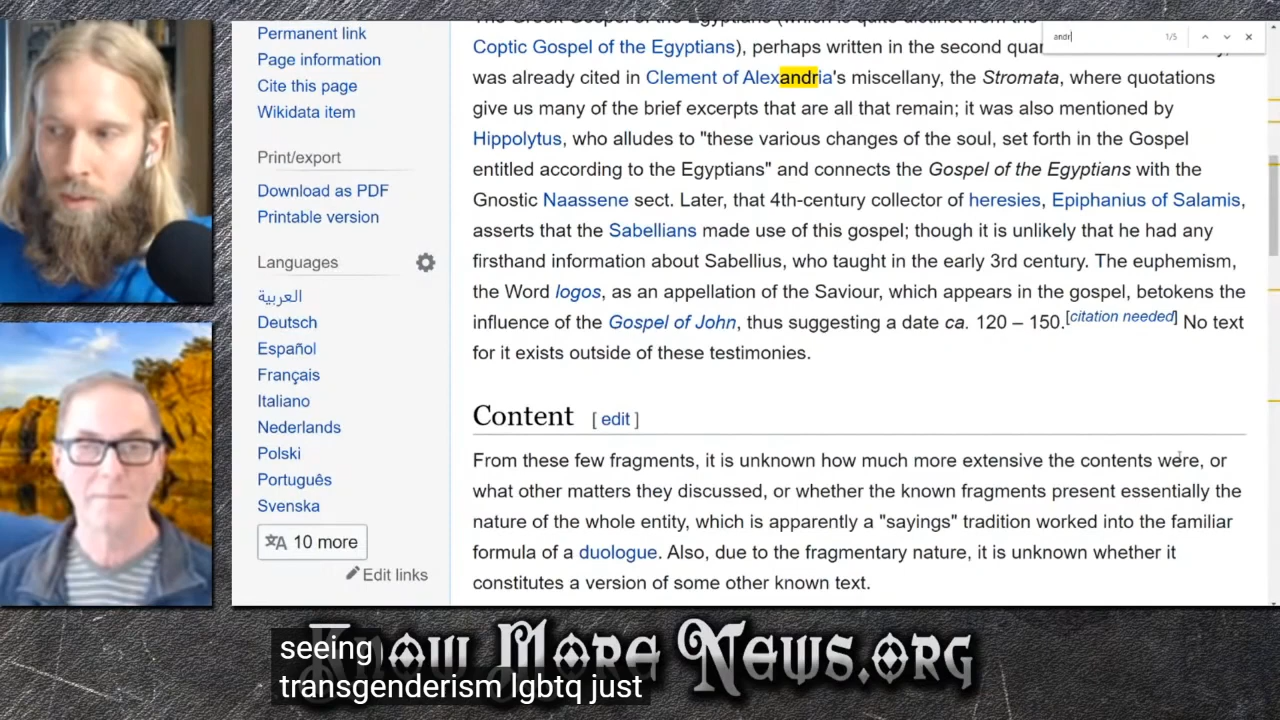 Permanent link
Page information
Cite this page
Wikidata item
Print/export
Download as PDF
Printable version
Languages
العربية
Deutsch
Español
Français
Italiano
Nederlands
Polski
Português
Svenska
10 more
Edit links
andr
1/5
Coptic Gospel of the Egyptians), perhaps written in the second
was already cited in Clement of Alexandria's miscellany, the Stromata, where quotations
give us many of the brief excerpts that are all that remain; it was also mentioned by
Hippolytus, who alludes to "these various changes of the soul, set forth in the Gospel
entitled according to the Egyptians" and connects the Gospel of the Egyptians with the
Gnostic Naassene sect. Later, that 4th-century collector of heresies, Epiphanius of Salamis,
asserts that the Sabellians made use of this gospel; though it is unlikely that he had any
firsthand information about Sabellius, who taught in the early 3rd century. The euphemism,
the Word logos, as an appellation of the Saviour, which appears in the gospel, betokens the
influence of the Gospel of John, thus suggesting a date ca. 120 – 150.[citation needed] No text
for it exists outside of these testimonies.
Content [ edit ]
From these few fragments, it is unknown how much more extensive the contents were, or
what other matters they discussed, or whether the known fragments present essentially the
nature of the whole entity, which is apparently a "sayings" tradition worked into the familiar
formula of a duologue. Also, due to the fragmentary nature, it is unknown whether it
constitutes a version of some other known text.
Know More News.org
seeing
transgenderism lgbtq just